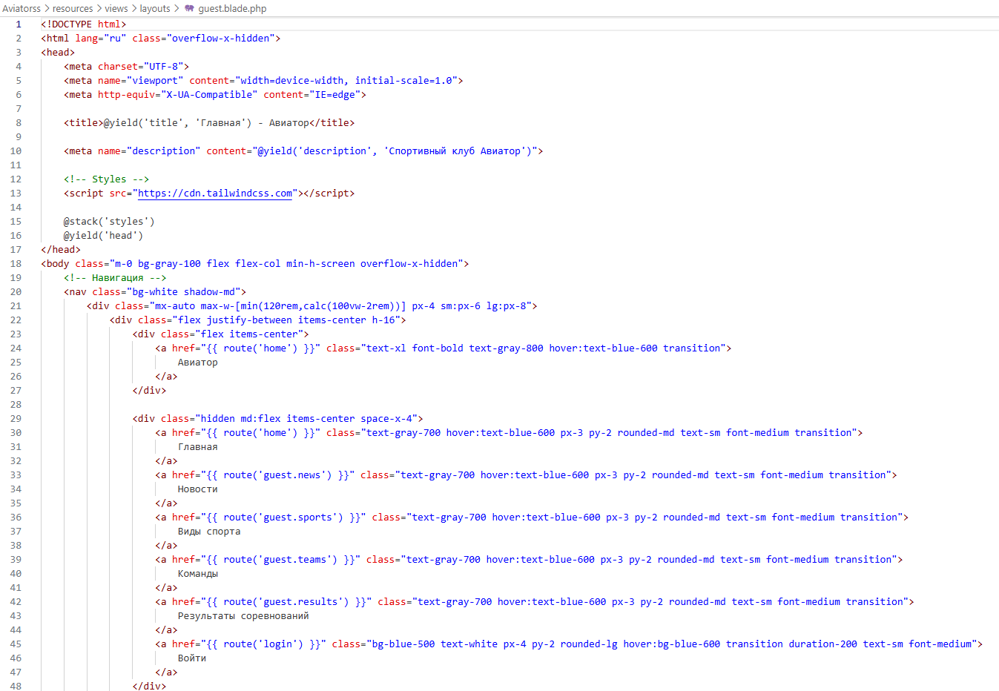 Aviatorss > resources > views > layouts > guest.blade.php
1 <!DOCTYPE html>
2 <html lang="ru" class="overflow-x-hidden">
3 <head>
4     <meta charset="UTF-8">
5     <meta name="viewport" content="width=device-width, initial-scale=1.0">
6     <meta http-equiv="X-UA-Compatible" content="IE=edge">
7
8     <title>@yield('title', 'Главная') - Авиатор</title>
9
10     <meta name="description" content="@yield('description', 'Спортивный клуб Авиатор')">
11
12     <!-- Styles -->
13     <script src="https://cdn.tailwindcss.com"></script>
14
15     @stack('styles')
16     @yield('head')
17 </head>
18 <body class="m-0 bg-gray-100 flex flex-col min-h-screen overflow-x-hidden">
19     <!-- Навигация -->
20     <nav class="bg-white shadow-md">
21         <div class="mx-auto max-w-[min(120rem,calc(100vw-2rem))] px-4 sm:px-6 lg:px-8">
22             <div class="flex justify-between items-center h-16">
23                 <div class="flex items-center">
24                     <a href="{{ route('home') }}" class="text-xl font-bold text-gray-800 hover:text-blue-600 transition">
25                         Авиатор
26                     </a>
27                 </div>
28
29                 <div class="hidden md:flex items-center space-x-4">
30                     <a href="{{ route('home') }}" class="text-gray-700 hover:text-blue-600 px-3 py-2 rounded-md text-sm font-medium transition">
31                         Главная
32                     </a>
33                     <a href="{{ route('guest.news') }}" class="text-gray-700 hover:text-blue-600 px-3 py-2 rounded-md text-sm font-medium transition">
34                         Новости
35                     </a>
36                     <a href="{{ route('guest.sports') }}" class="text-gray-700 hover:text-blue-600 px-3 py-2 rounded-md text-sm font-medium transition">
37                         Виды спорта
38                     </a>
39                     <a href="{{ route('guest.teams') }}" class="text-gray-700 hover:text-blue-600 px-3 py-2 rounded-md text-sm font-medium transition">
40                         Команды
41                     </a>
42                     <a href="{{ route('guest.results') }}" class="text-gray-700 hover:text-blue-600 px-3 py-2 rounded-md text-sm font-medium transition">
43                         Результаты соревнований
44                     </a>
45                     <a href="{{ route('login') }}" class="bg-blue-500 text-white px-4 py-2 rounded-lg hover:bg-blue-600 transition duration-200 text-sm font-medium">
46                         Войти
47                     </a>
48                 </div>